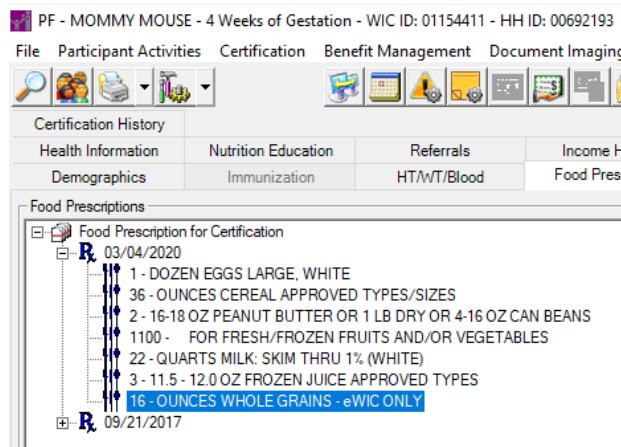 PF - MOMMY MOUSE - 4 Weeks of Gestation - WIC ID: 01154411 - HH ID: 00692193
File Participant Activities Certification Benefit Management Document Imaging
Certification History
Health Information Nutrition Education Referrals Income H
Demographics Immunization HT/WT/Blood Food Pres
Food Prescriptions
Food Prescription for Certification
03/04/2020
1 - DOZEN EGGS LARGE, WHITE
36 - OUNCES CEREAL APPROVED TYPES/SIZES
2 - 16-18 OZ PEANUT BUTTER OR 1 LB DRY OR 4-16 OZ CAN BEANS
1100 - FOR FRESH/FROZEN FRUITS AND/OR VEGETABLES
22 - QUARTS MILK: SKIM THRU 1% (WHITE)
3 - 11.5 - 12.0 OZ FROZEN JUICE APPROVED TYPES
16 - OUNCES WHOLE GRAINS - eWIC ONLY
09/21/2017